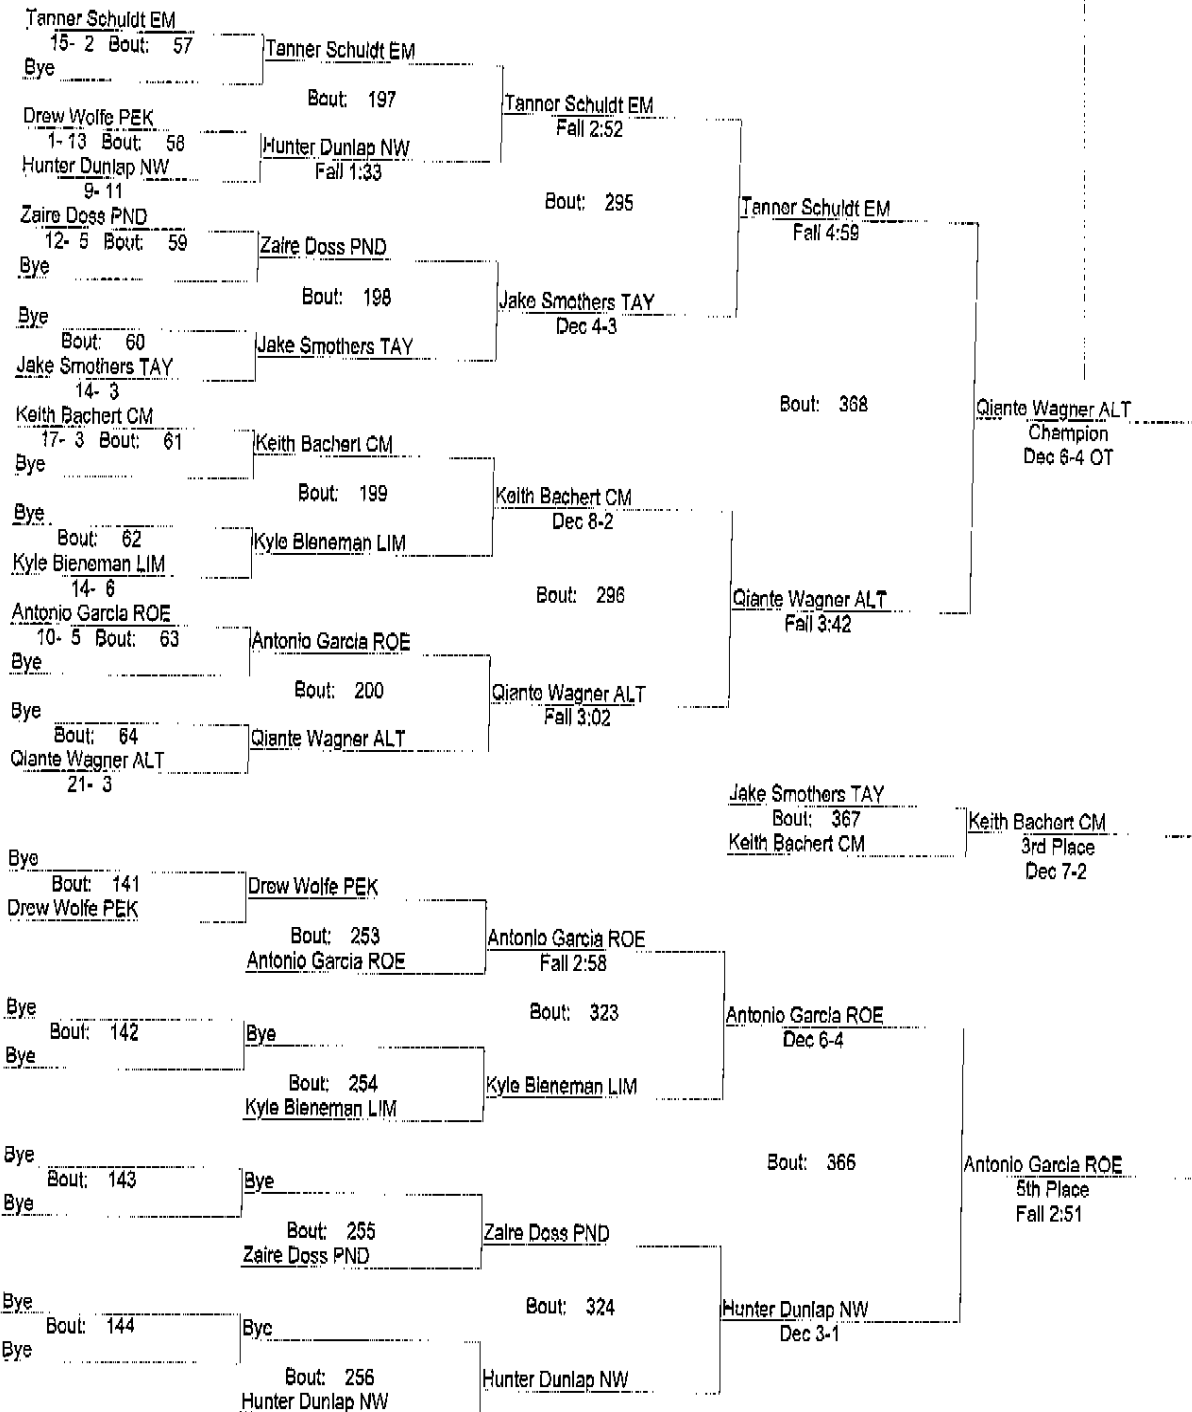 Tanner Schuldt EM
15- 2 Bout: 57
Bye
Tanner Schuldt EM
Bout: 197
Drew Wolfe PEK
1- 13 Bout: 58
Hunter Dunlap NW
9- 11
Hunter Dunlap NW
Fall 1:33
Tanner Schuldt EM
Fall 2:52
Bout: 295
Zaire Doss PND
12- 5 Bout: 59
Bye
Zaire Doss PND
Bout: 198
Bye
Bout: 60
Jake Smothers TAY
14- 3
Jake Smothers TAY
Jake Smothers TAY
Dec 4-3
Tanner Schuldt EM
Fall 4:59
Bout: 368
Keith Bachert CM
17- 3 Bout: 61
Bye
Keith Bachert CM
Bout: 199
Bye
Bout: 62
Kyle Bieneman LIM
14- 6
Kyle Bieneman LIM
Keith Bachert CM
Dec 8-2
Bout: 296
Antonio Garcia ROE
10- 5 Bout: 63
Bye
Antonio Garcia ROE
Bout: 200
Bye
Bout: 64
Qiante Wagner ALT
21- 3
Qiante Wagner ALT
Qiante Wagner ALT
Fall 3:02
Qiante Wagner ALT
Fall 3:42
Qiante Wagner ALT
Champion
Dec 6-4 OT
Jake Smothers TAY
Bout: 367
Keith Bachert CM
Keith Bachert CM
3rd Place
Dec 7-2
Bye
Bout: 141
Drew Wolfe PEK
Drew Wolfe PEK
Bout: 253
Antonio Garcia ROE
Antonio Garcia ROE
Fall 2:58
Bout: 323
Bye
Bout: 142
Bye
Bye
Bout: 254
Kyle Bieneman LIM
Kyle Bieneman LIM
Antonio Garcia ROE
Dec 6-4
Bout: 366
Bye
Bout: 143
Bye
Bye
Bout: 255
Zaire Doss PND
Zaire Doss PND
Bout: 324
Bye
Bout: 144
Bye
Bye
Bout: 256
Hunter Dunlap NW
Hunter Dunlap NW
Hunter Dunlap NW
Dec 3-1
Antonio Garcia ROE
5th Place
Fall 2:51